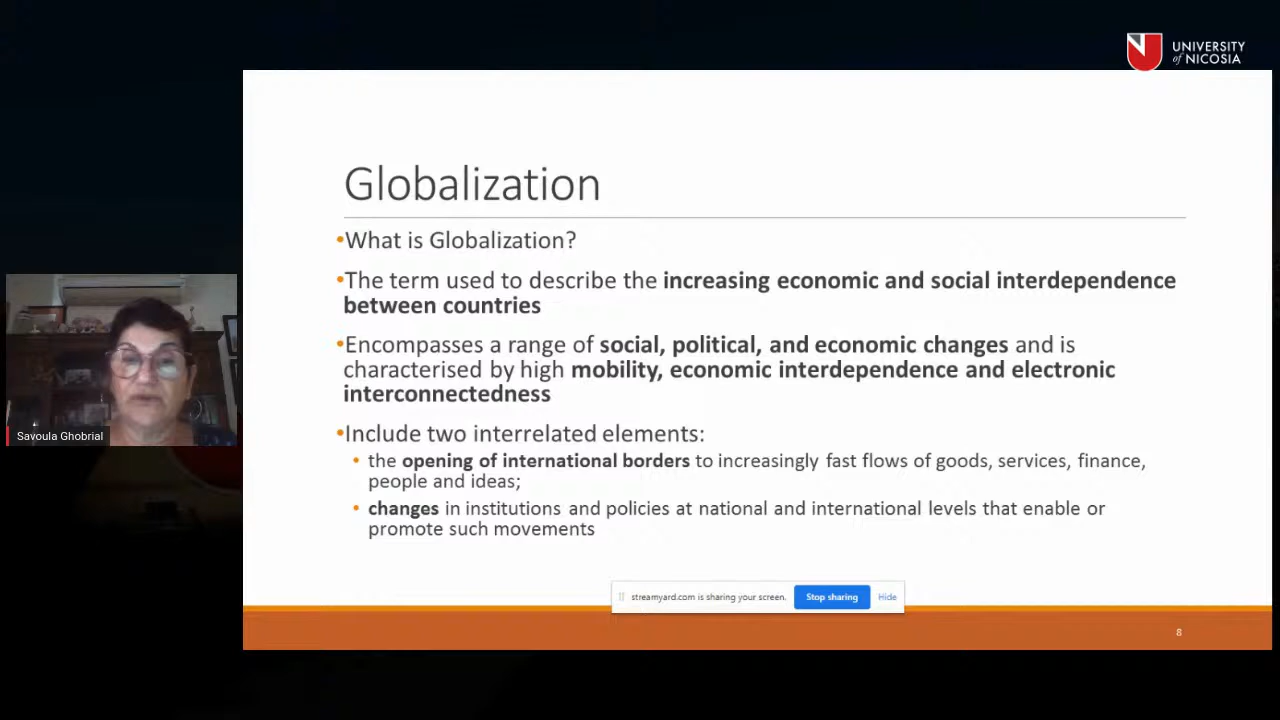 UNIVERSITY
of NICOSIA
Globalization
•What is Globalization?
•The term used to describe the increasing economic and social interdependence
between countries
•Encompasses a range of social, political, and economic changes and is
characterised by high mobility, economic interdependence and electronic
interconnectedness
•Include two interrelated elements:
• the opening of international borders to increasingly fast flows of goods, services, finance,
people and ideas;
• changes in institutions and policies at national and international levels that enable or
promote such movements
Savoula Ghobrial
streamyard.com is sharing your screen. Stop sharing Hide
8